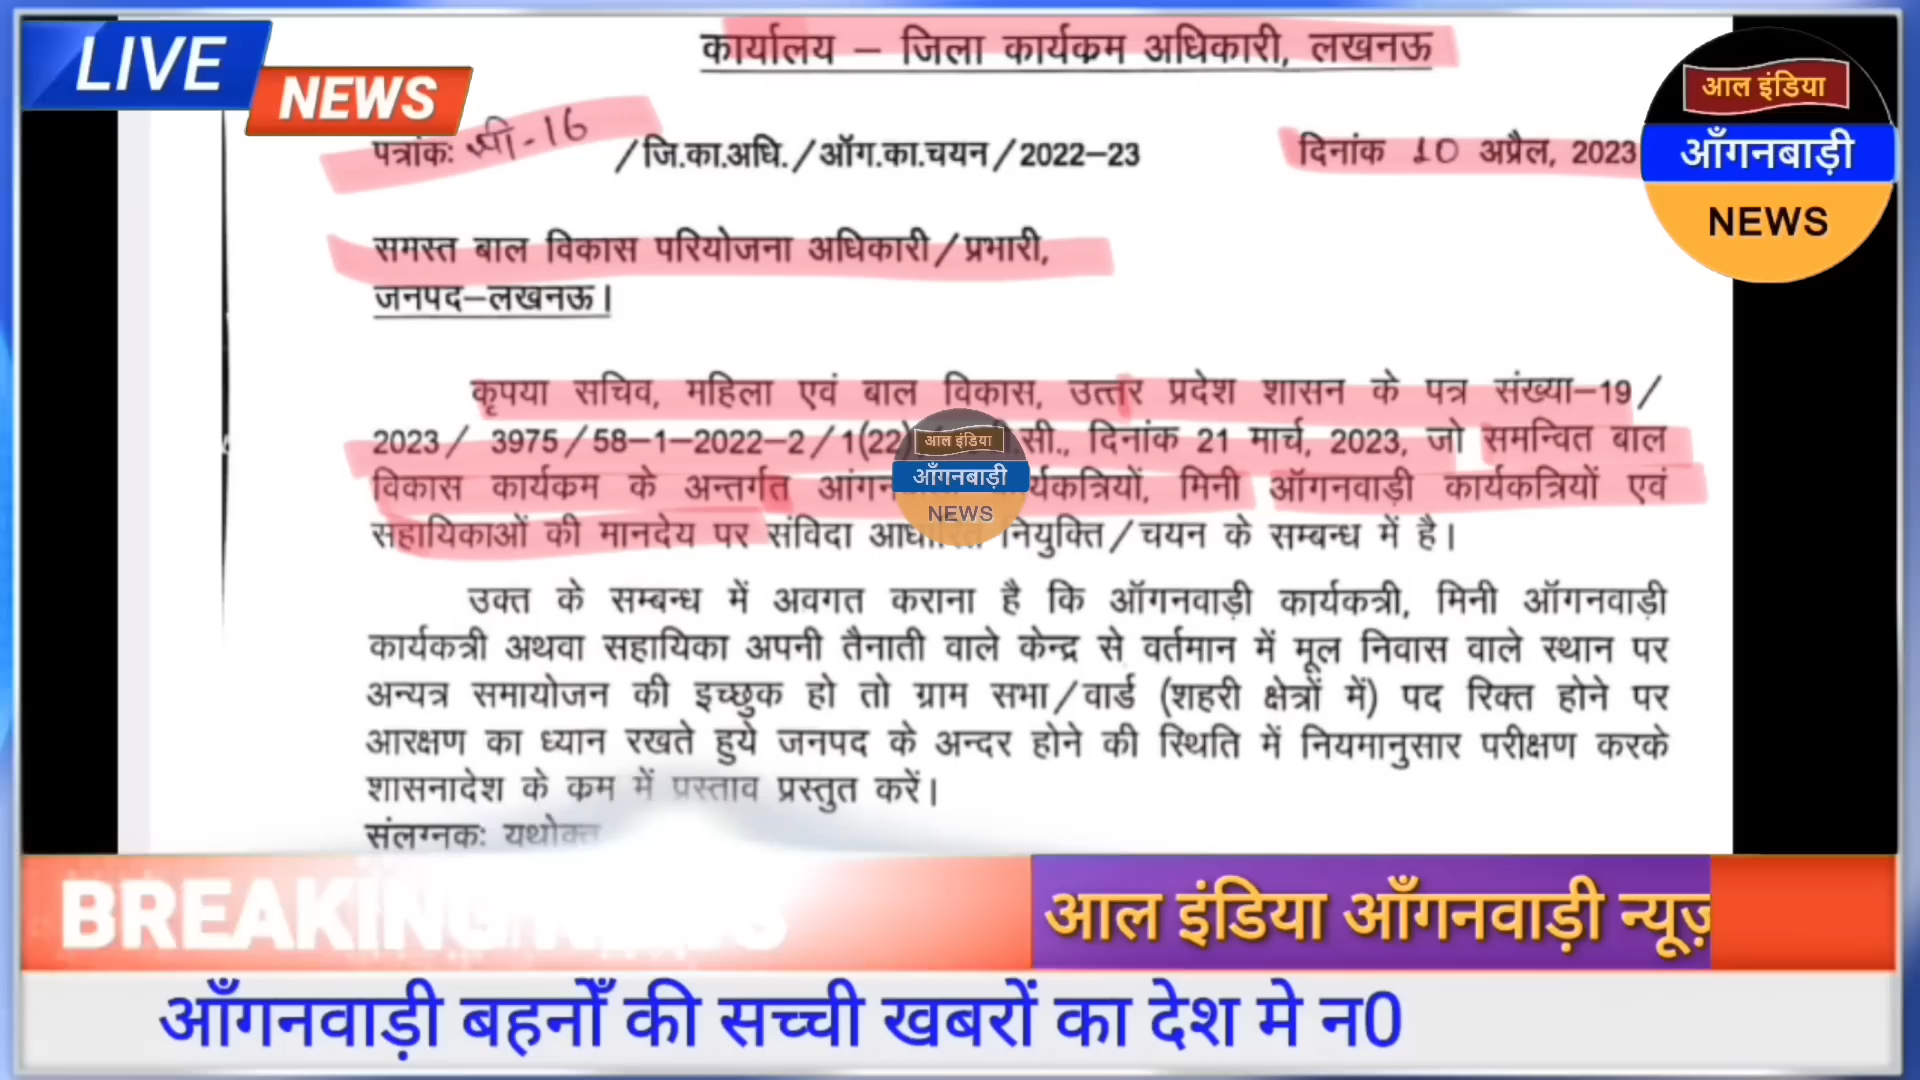 LIVE
NEWS
कार्यालय – जिला कार्यक्रम अधिकारी, लखनऊ
आल इंडिया
आँगनबाड़ी
NEWS
पत्रांकः -16 /जि.का.अधि./ऑग.का.चयन/2022–23
दिनांक 10 अप्रैल, 2023
समस्त बाल विकास परियोजना अधिकारी/प्रभारी,
जनपद–लखनऊ।
कृपया सचिव, महिला एवं बाल विकास, उत्तर प्रदेश शासन के पत्र संख्या–19/
2023/ 3975/58–1–2022–2/1(22) सी., दिनांक 21 मार्च, 2023, जो समन्वित बाल
विकास कार्यक्रम के अन्तर्गत मिनी ऑगनवाड़ी कार्यकत्रियों एवं
सहायिकाओं की मानदेय पर संविदा आधारित नियुक्ति/चयन के सम्बन्ध में है।
आल इंडिया
आँगनबाड़ी
NEWS
उक्त के सम्बन्ध में अवगत कराना है कि ऑगनवाड़ी कार्यकत्री, मिनी ऑगनवाड़ी
कार्यकत्री अथवा सहायिका अपनी तैनाती वाले केन्द्र से वर्तमान में मूल निवास वाले स्थान पर
अन्यत्र समायोजन की इच्छुक हो तो ग्राम सभा/वार्ड (शहरी क्षेत्रों में) पद रिक्त होने पर
आरक्षण का ध्यान रखते हुये जनपद के अन्दर होने की स्थिति में नियमानुसार परीक्षण करके
शासनादेश के क्रम में प्रस्ताव प्रस्तुत करें।
संलग्नकः यथोक्त
BREAKING NEWS
आल इंडिया आँगनवाड़ी न्यूज़
आँगनवाड़ी बहनोँ की सच्ची खबरों का देश मे न0